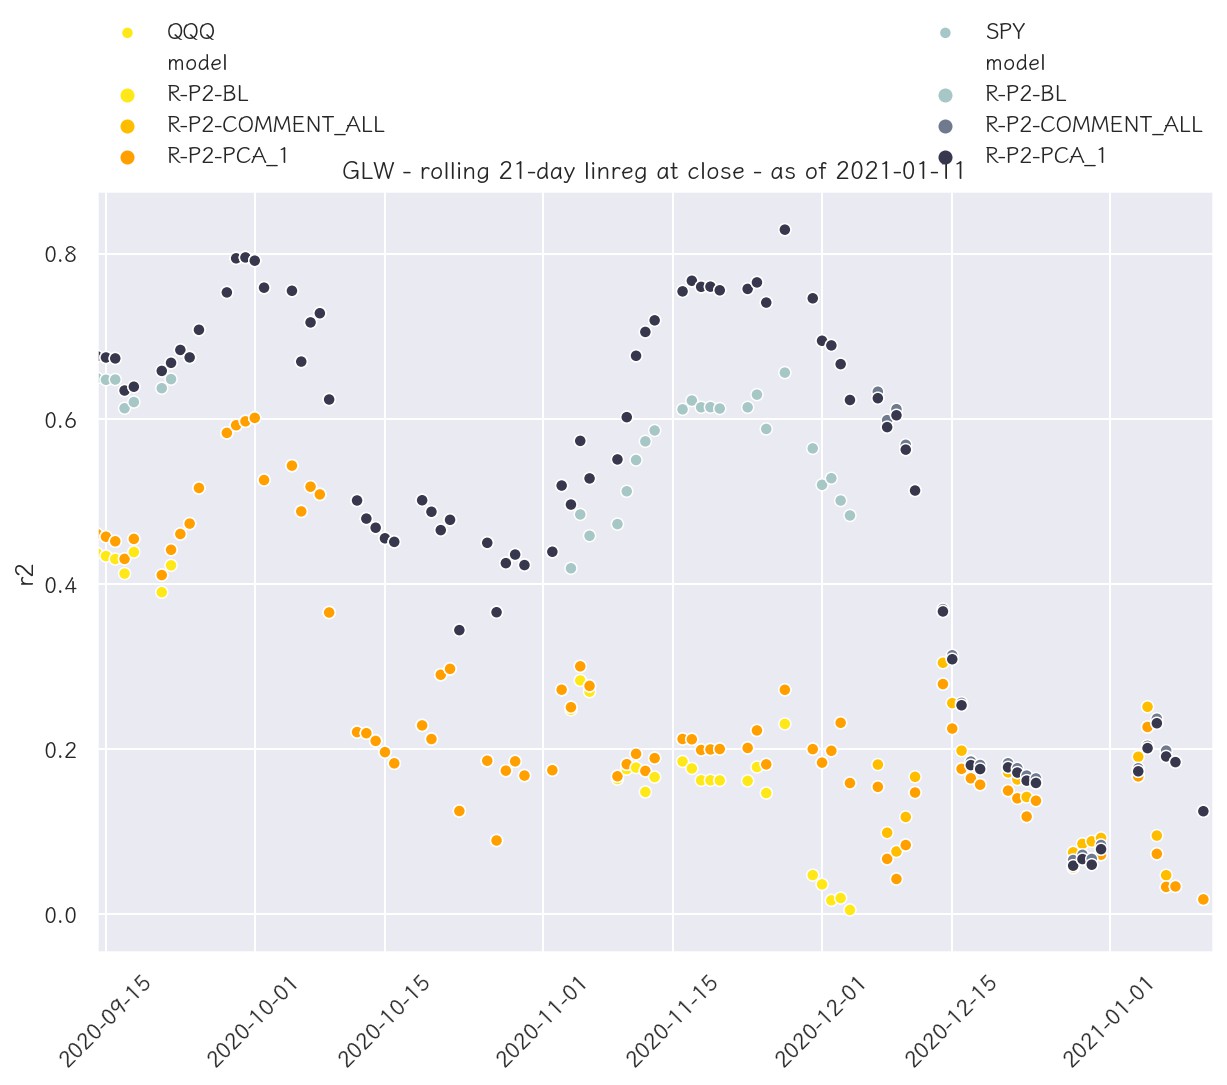 QQQ
model
R-P2-BL
R-P2-COMMENT_ALL
R-P2-PCA_1
SPY
model
R-P2-BL
R-P2-COMMENT_ALL
R-P2-PCA_1
GLW - rolling 21-day linreg at close - as of 2021-01-11
r2
0.8
0.6
0.4
0.2
0.0
2020-09-15
2020-10-01
2020-10-15
2020-11-01
2020-11-15
2020-12-01
2020-12-15
2021-01-01